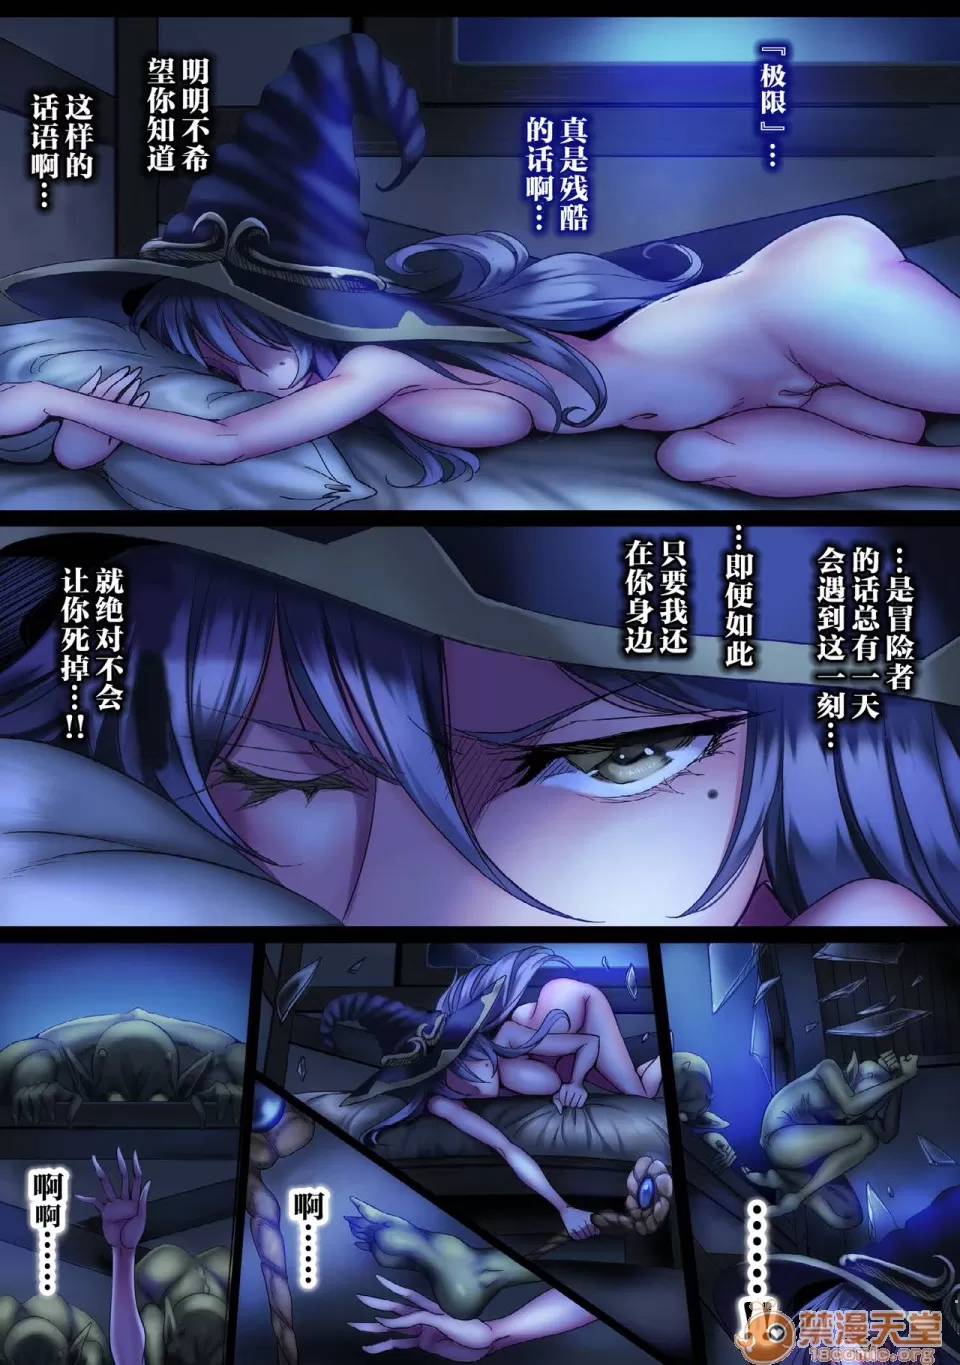 『极限』…
真是残酷
的话啊…
明明不希
望你知道
这样的
话语啊…
…是冒险者
的话总有一天
会遇到这一刻…
…即便如此
只要我还
在你身边
就绝对不会
让你死掉…!!
…………!
啊……
啊啊……
禁漫天堂
18comic.org